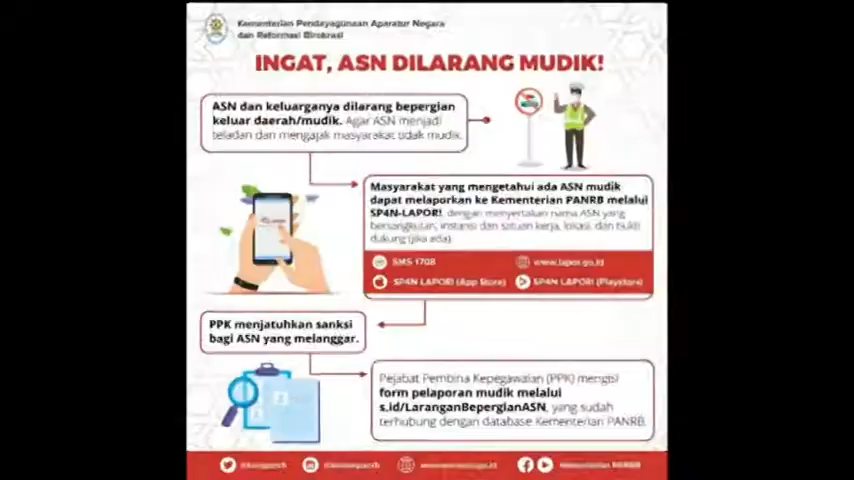 Kementerian Pendayagunaan Aparatur Negara
dan Reformasi Birokrasi
INGAT, ASN DILARANG MUDIK!
ASN dan keluarganya dilarang bepergian
keluar daerah/mudik. Agar ASN menjadi
teladan dan mengajak masyarakat tidak mudik.
Masyarakat yang mengetahui ada ASN mudik
dapat melaporkan ke Kementerian PANRB melalui
SP4N-LAPOR! dengan menyertakan nama ASN yang
bersangkutan, instansi dan satuan kerja, lokasi, dan bukti
dukung (jika ada).
SMS 1708
www.lapor.go.id
SP4N LAPOR! (App Store)
SP4N LAPOR! (Playstore)
PPK menjatuhkan sanksi
bagi ASN yang melanggar.
Pejabat Pembina Kepegawaian (PPK) mengisi
form pelaporan mudik melalui
s.id/LaranganBepergianASN, yang sudah
terhubung dengan database Kementerian PANRB.
Kementerian PANRB